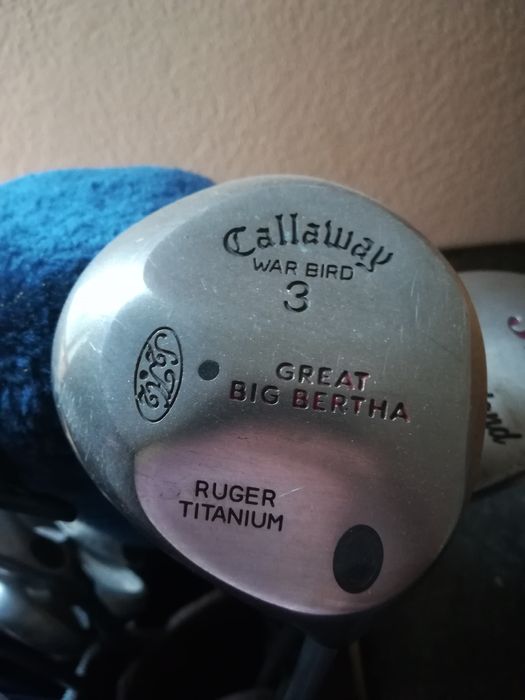 Callaway
WAR BIRD
3
GREAT
BIG BERTHA
RUGER
TITANIUM